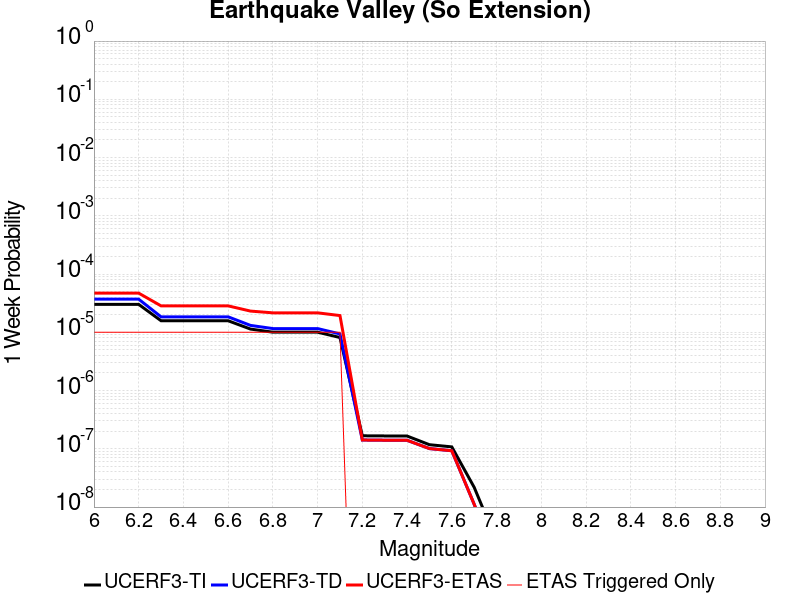 Earthquake Valley (So Extension)
10 0
10 -1
10 -2
10 -3
10 -4
10 -5
10 -6
10 -7
10 -8
1 Week Probability
6 6.2 6.4 6.6 6.8 7 7.2 7.4 7.6 7.8 8 8.2 8.4 8.6 8.8 9
Magnitude
UCERF3-TI UCERF3-TD UCERF3-ETAS ETAS Triggered Only